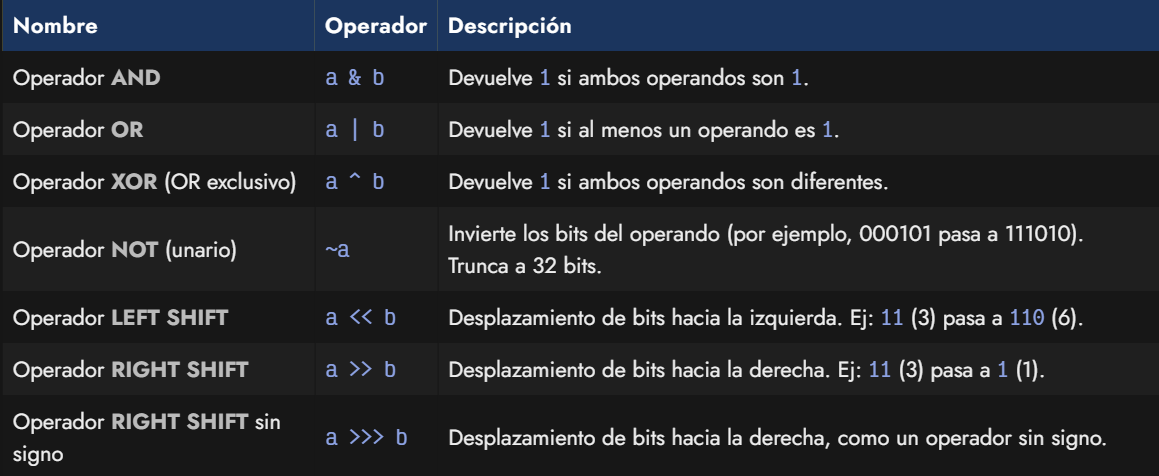 Nombre Operador Descripción
Operador AND a & b Devuelve 1 si ambos operandos son 1.
Operador OR a | b Devuelve 1 si al menos un operando es 1.
Operador XOR (OR exclusivo) a ^ b Devuelve 1 si ambos operandos son diferentes.
Operador NOT (unario) ~a Invierte los bits del operando (por ejemplo, 000101 pasa a 111010).
Trunca a 32 bits.
Operador LEFT SHIFT a << b Desplazamiento de bits hacia la izquierda. Ej: 11 (3) pasa a 110 (6).
Operador RIGHT SHIFT a >> b Desplazamiento de bits hacia la derecha. Ej: 11 (3) pasa a 1 (1).
Operador RIGHT SHIFT sin
signo a >>> b Desplazamiento de bits hacia la derecha, como un operador sin signo.